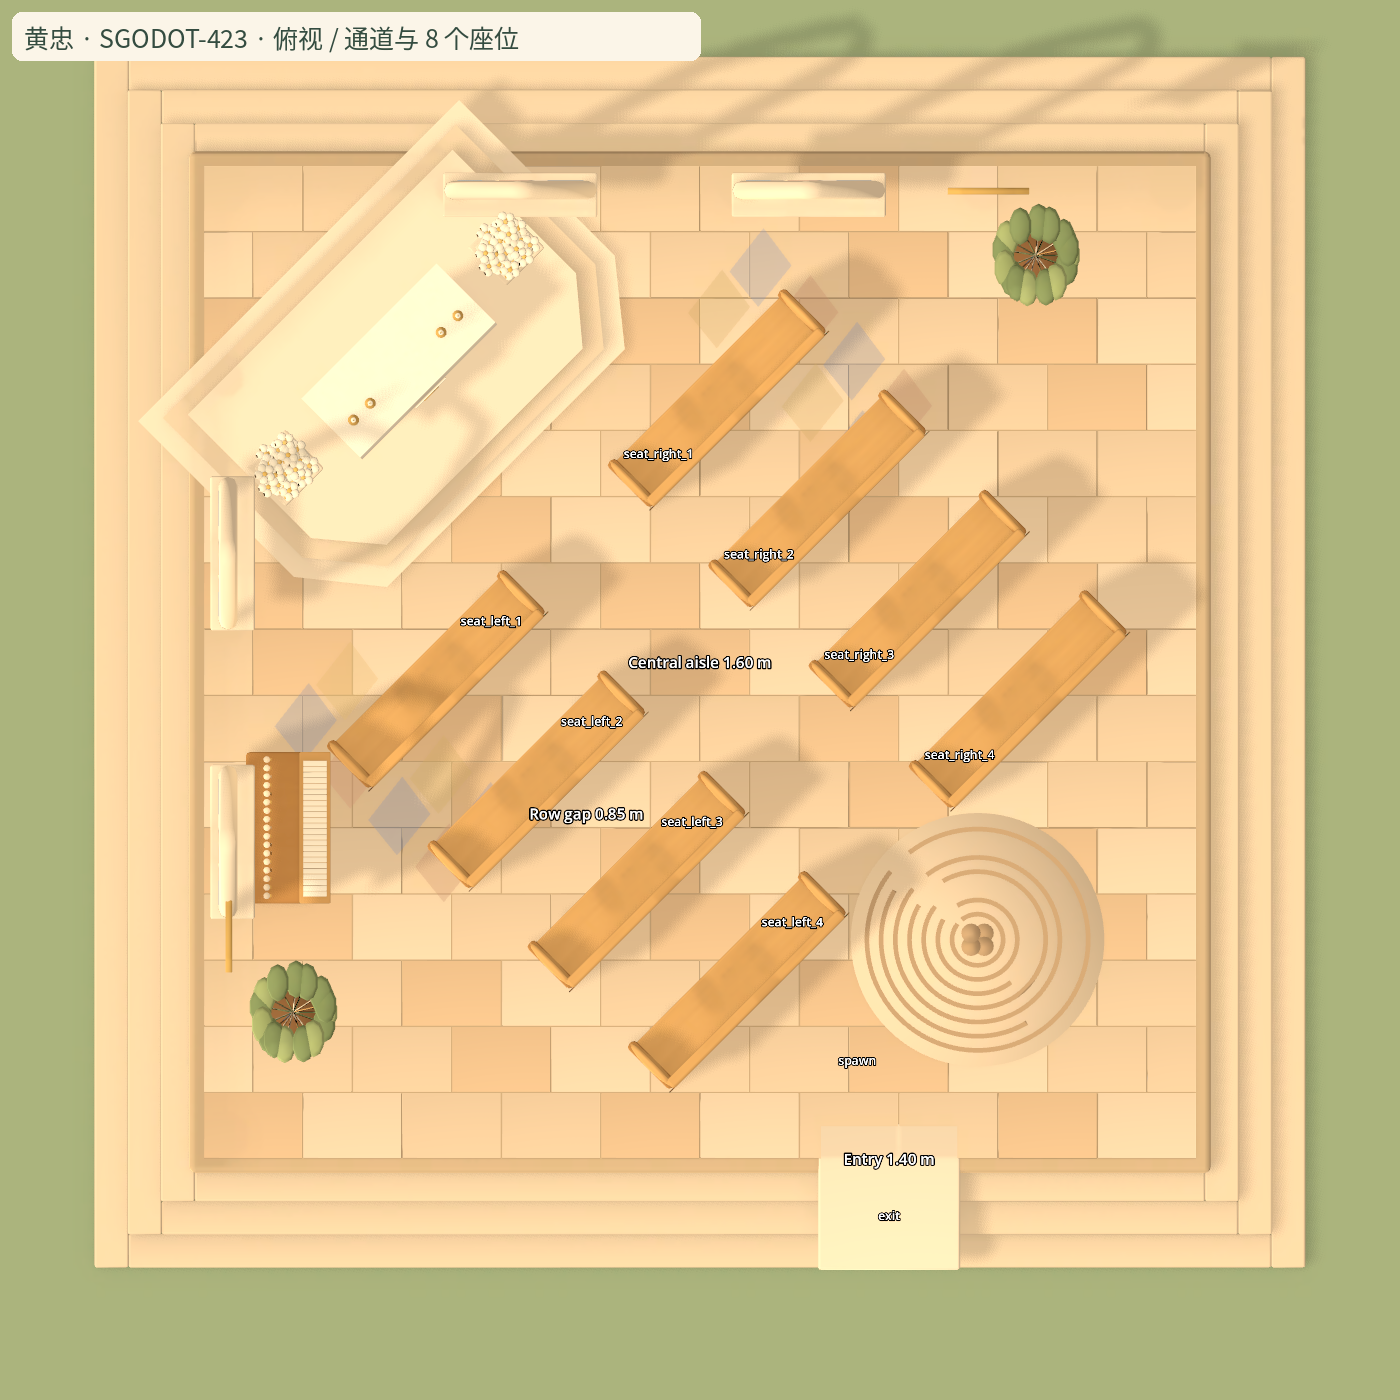 黄忠 · SGODOT-423 · 俯视 / 通道与 8 个座位
seat_right_1
seat_right_2
seat_left_1
seat_right_3
Central aisle 1.60 m
seat_left_2
seat_right_4
Row gap 0.85 m
seat_left_3
seat_left_4
spawn
Entry 1.40 m
exit